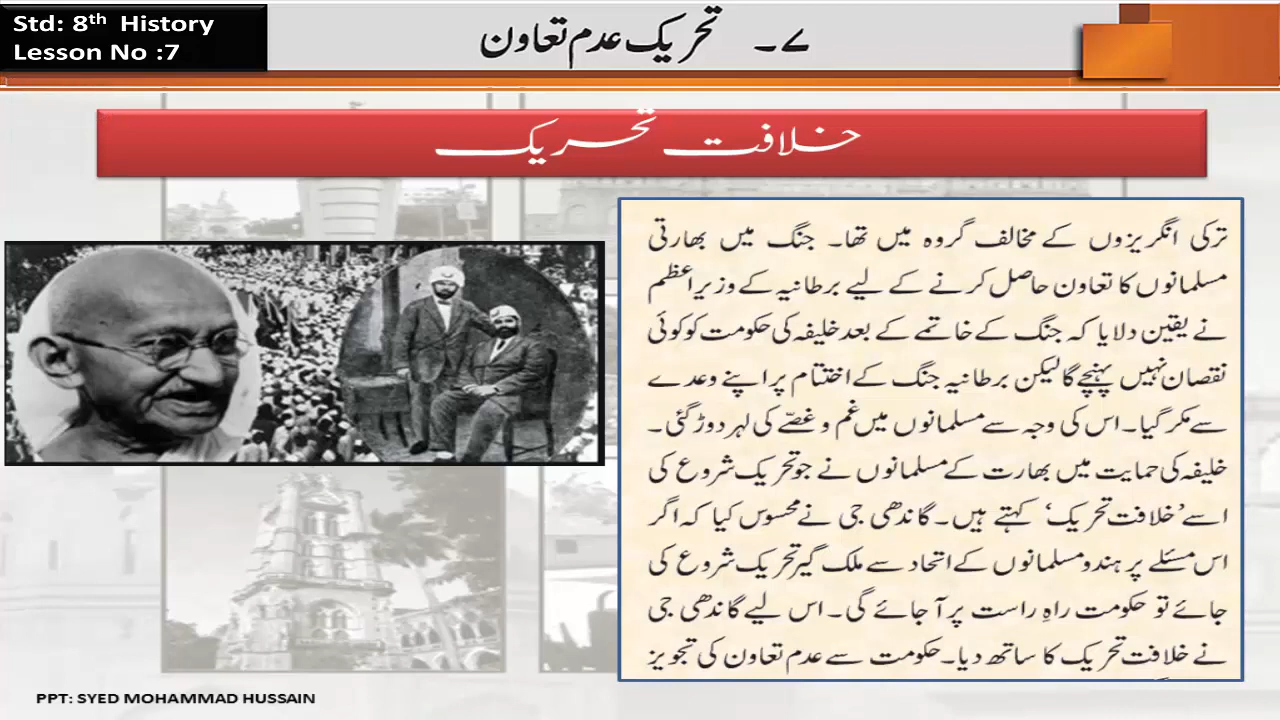 Std: 8th History
Lesson No :7
۷۔ تحریک عدم تعاون
خلافت تحریک
ترکی انگریزوں کے مخالف گروہ میں تھا۔ جنگ میں بھارتی
مسلمانوں کا تعاون حاصل کرنے کے لیے برطانیہ کے وزیرِ اعظم
نے یقین دلایا کہ جنگ کے خاتمے کے بعد خلیفہ کی حکومت کو کوئی
نقصان نہیں پہنچے گا لیکن برطانیہ جنگ کے اختتام پر اپنے وعدے
سے مکر گیا۔ اس کی وجہ سے مسلمانوں میں غم و غصّے کی لہر دوڑ گئی۔
خلیفہ کی حمایت میں بھارت کے مسلمانوں نے جو تحریک شروع کی
اسے 'خلافت تحریک' کہتے ہیں۔ گاندھی جی نے محسوس کیا کہ اگر
اس مسئلے پر ہندو مسلمانوں کے اتحاد سے ملک گیر تحریک شروع کی
جائے تو حکومت راہِ راست پر آ جائے گی۔ اس لیے گاندھی جی
نے خلافت تحریک کا ساتھ دیا۔ حکومت سے عدم تعاون کی تجویز
PPT: SYED MOHAMMAD HUSSAIN